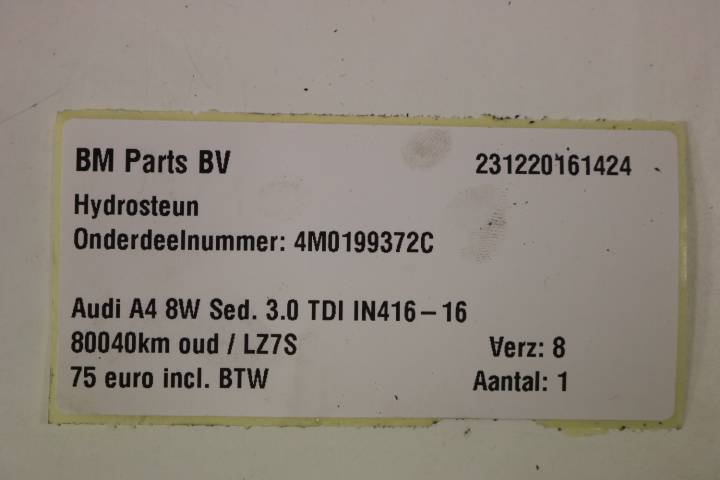 BM Parts BV 231220161424
Hydrosteun
Onderdeelnummer: 4M0199372C
Audi A4 8W Sed. 3.0 TDI IN416-16
80040km oud / LZ7S Verz: 8
75 euro incl. BTW Aantal: 1